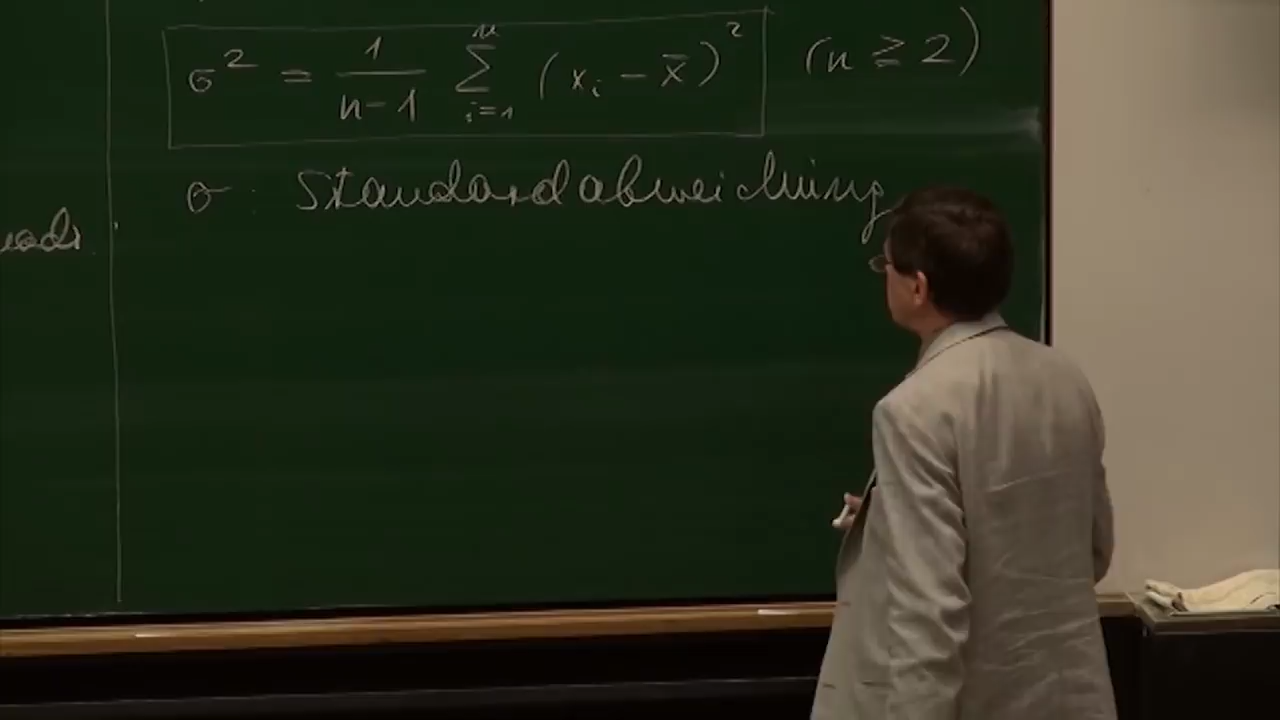 σ² = 1/(n-1) ∑_{i=1}^{n} (x_i - x̄)² (n ≥ 2)
σ : Standardabweichung